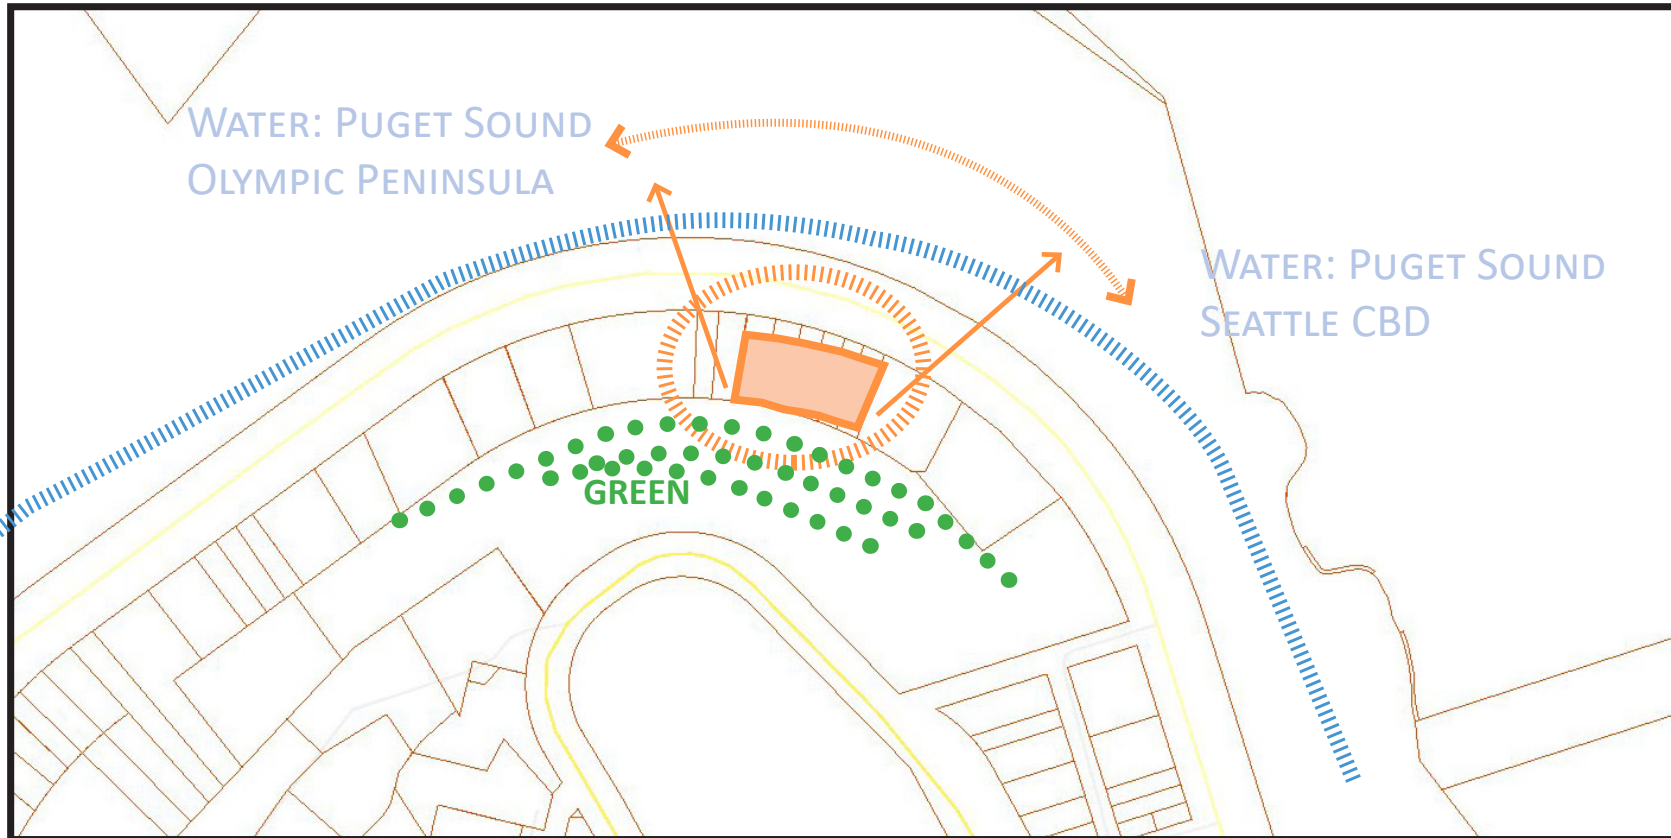 Water: Puget Sound
Olympic Peninsula
Water: Puget Sound
Seattle CBD
GREEN